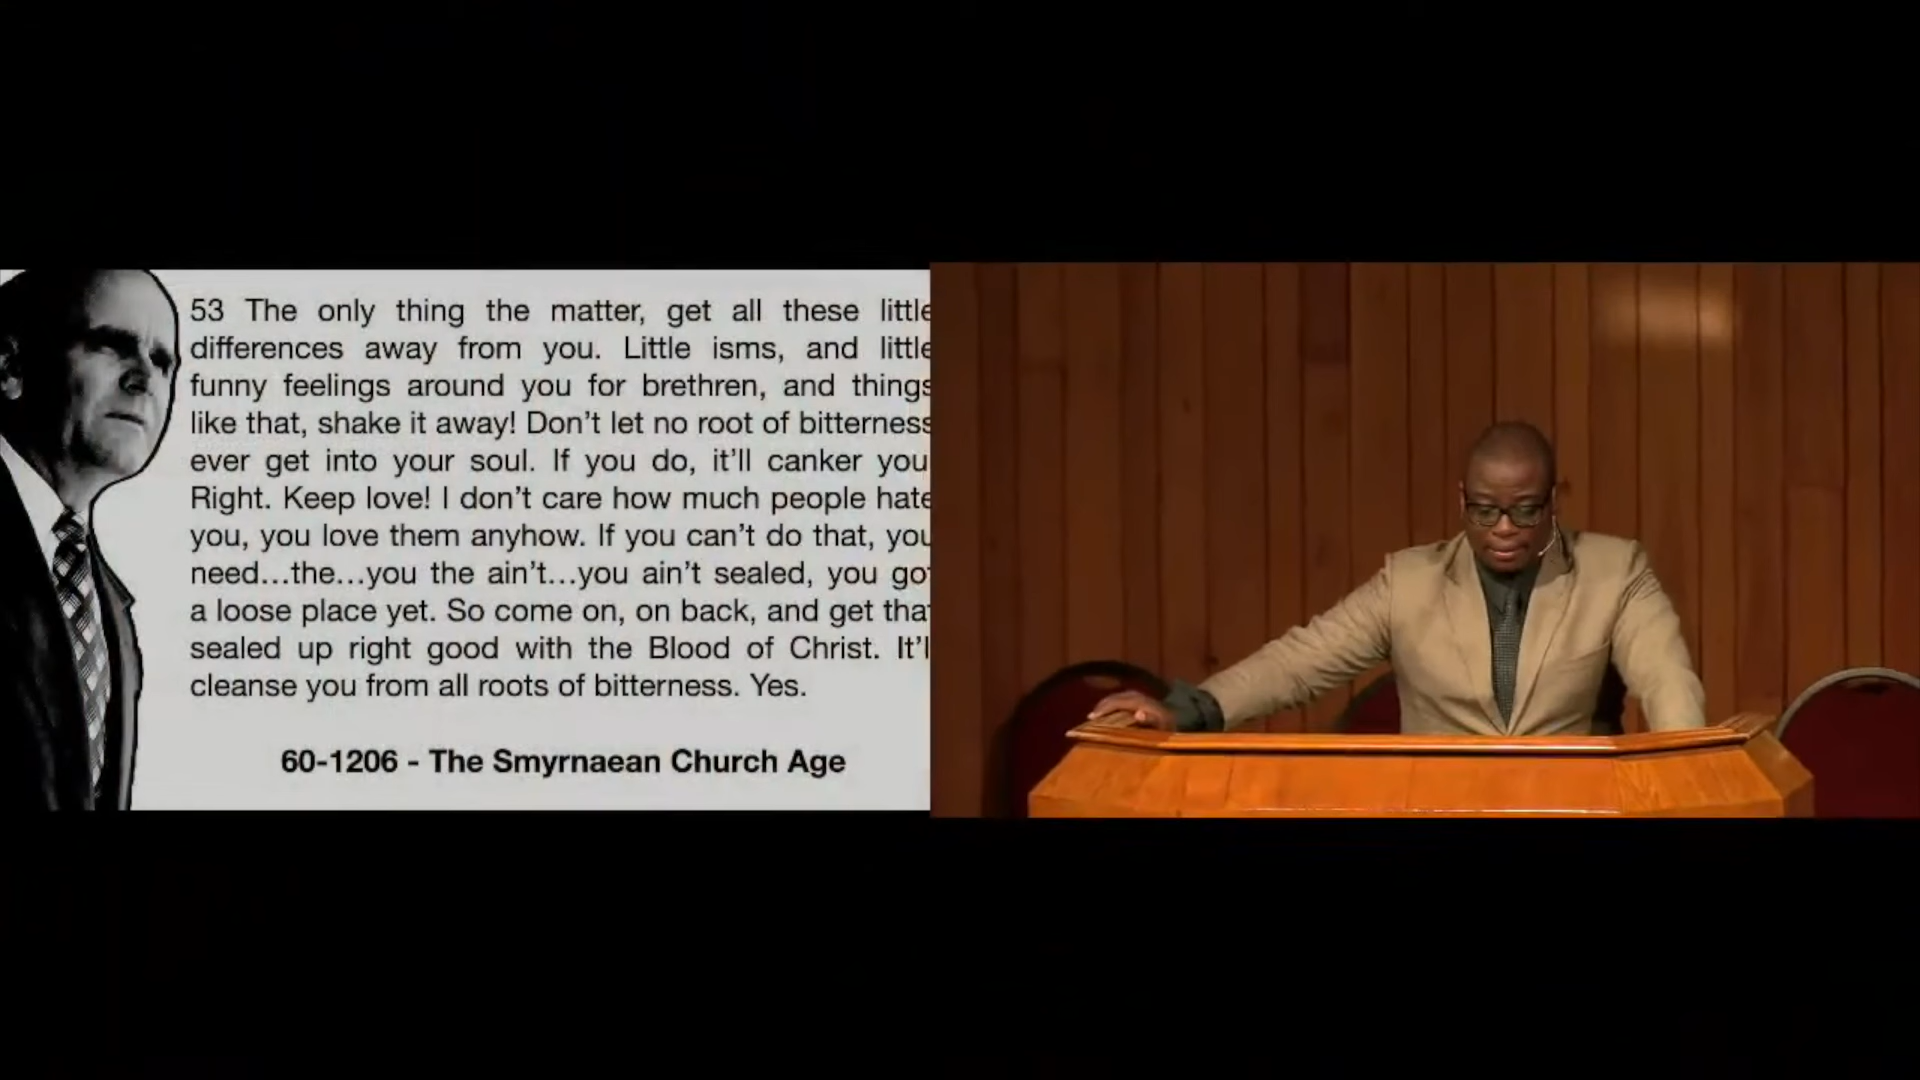 53 The only thing the matter, get all these little
differences away from you. Little isms, and little
funny feelings around you for brethren, and things
like that, shake it away! Don't let no root of bitterness
ever get into your soul. If you do, it'll canker you
Right. Keep love! I don't care how much people hate
you, you love them anyhow. If you can't do that, you
need...the...you the ain't...you ain't sealed, you got
a loose place yet. So come on, on back, and get that
sealed up right good with the Blood of Christ. It'll
cleanse you from all roots of bitterness. Yes.
60-1206 - The Smyrnaean Church Age